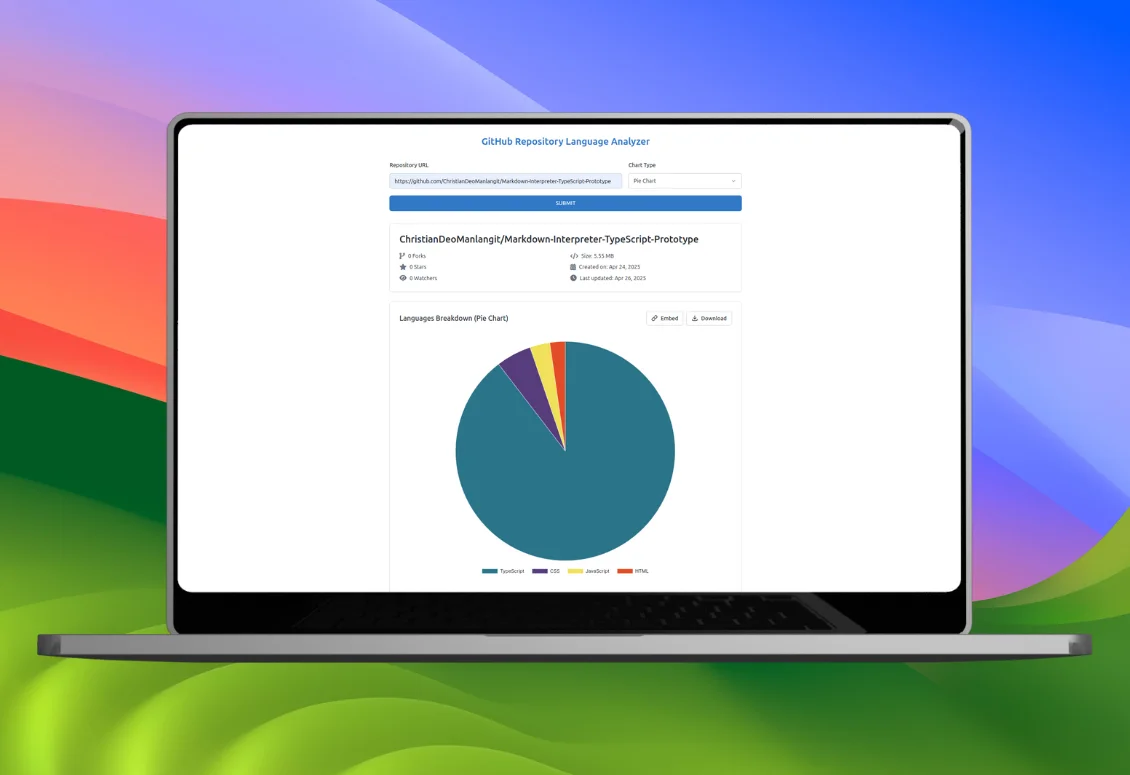 GitHub Repository Language Analyzer
Repository URL
Chart Type
https://github.com/ChristianDeoManlangit/Markdown-Interpreter-TypeScript-Prototype
Pie Chart
SUBMIT
ChristianDeoManlangit/Markdown-Interpreter-TypeScript-Prototype
0 Forks
Size: 5.55 MB
0 Stars
Created on: Apr 24, 2025
0 Watchers
Last updated: Apr 26, 2025
Languages Breakdown (Pie Chart)
Embed
Download
TypeScript CSS JavaScript HTML